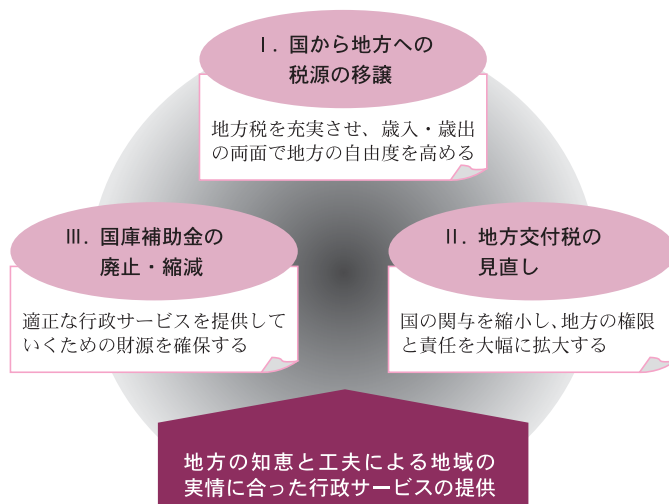 Ⅰ. 国から地方への
税源の移譲
地方税を充実させ、歳入・歳出
の両面で地方の自由度を高める
Ⅲ. 国庫補助金の
廃止・縮減
適正な行政サービスを提供して
いくための財源を確保する
Ⅱ. 地方交付税の
見直し
国の関与を縮小し、地方の権限
と責任を大幅に拡大する
地方の知恵と工夫による地域の
実情に合った行政サービスの提供